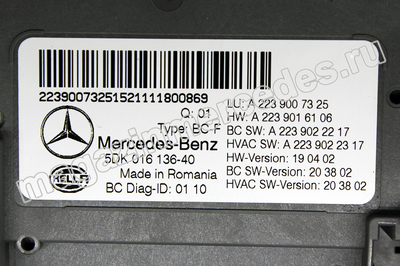 2239007325152111800869
Q: 01
Type: EC-F
Mercedes-Benz
5DK 016 136-40
Made in Romania
BC Diag-ID: 01 10
HELLA
LU: A 223 900 73 25
HW: A 223 901 61 06
BC SW: A 223 902 22 17
HVAC SW: A 223 902 23 17
HW-Version: 19 04 02
BC SW-Version: 20 38 02
HVAC SW-Version: 20 38 02
magazinmercedes.ru